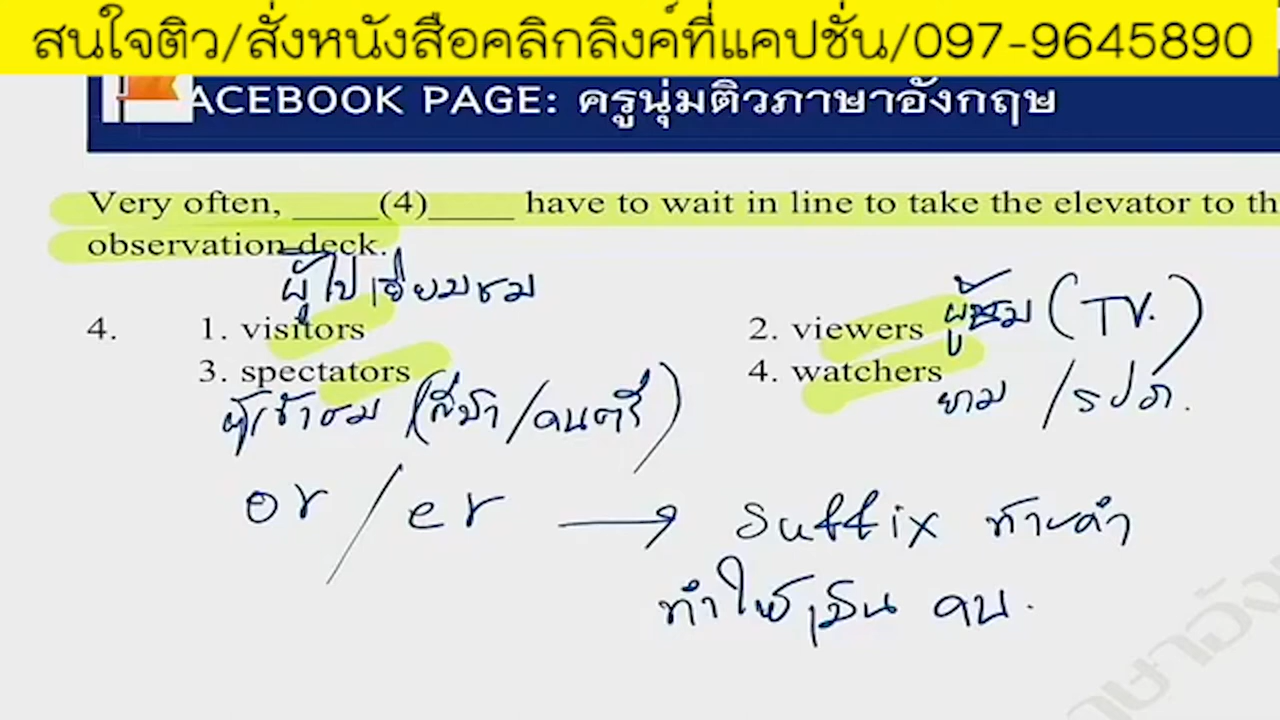 สนใจติว/สั่งหนังสือคลิกลิงค์ที่แคปชั่น/097-9645890
ACEBOOK PAGE: ครูนุ่มติวภาษาอังกฤษ
Very often, _____(4)_____ have to wait in line to take the elevator to th
observation deck.
ผู้ไปเยี่ยมชม
4. 1. visitors 2. viewers ผู้ชม (TV.)
3. spectators 4. watchers ยาม / รปภ.
ผู้เข้าชม (กีฬา/ดนตรี)
or / er → suffix ท้ายคำ
ทำให้เป็น คน.